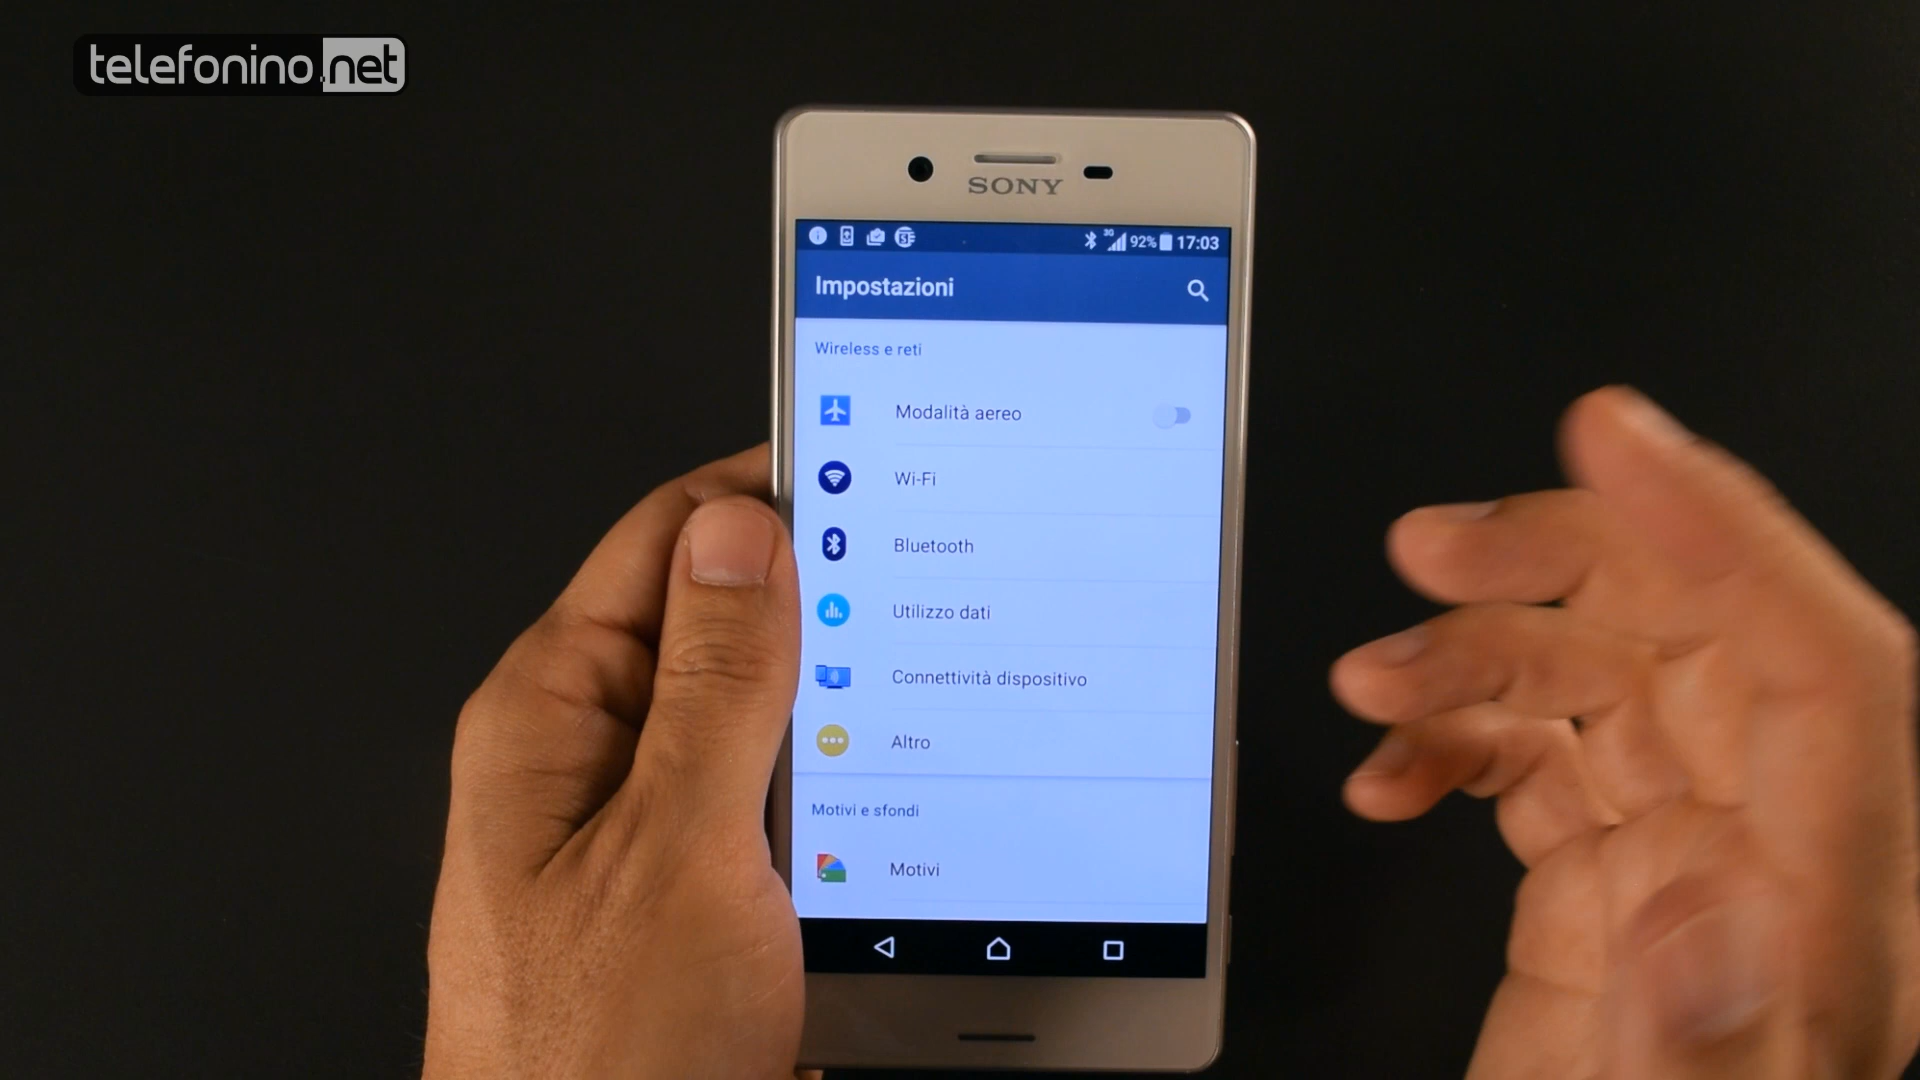 telefonino.net
SONY
3G 92% 17:03
Impostazioni
Wireless e reti
Modalità aereo
Wi-Fi
Bluetooth
Utilizzo dati
Connettività dispositivo
Altro
Motivi e sfondi
Motivi